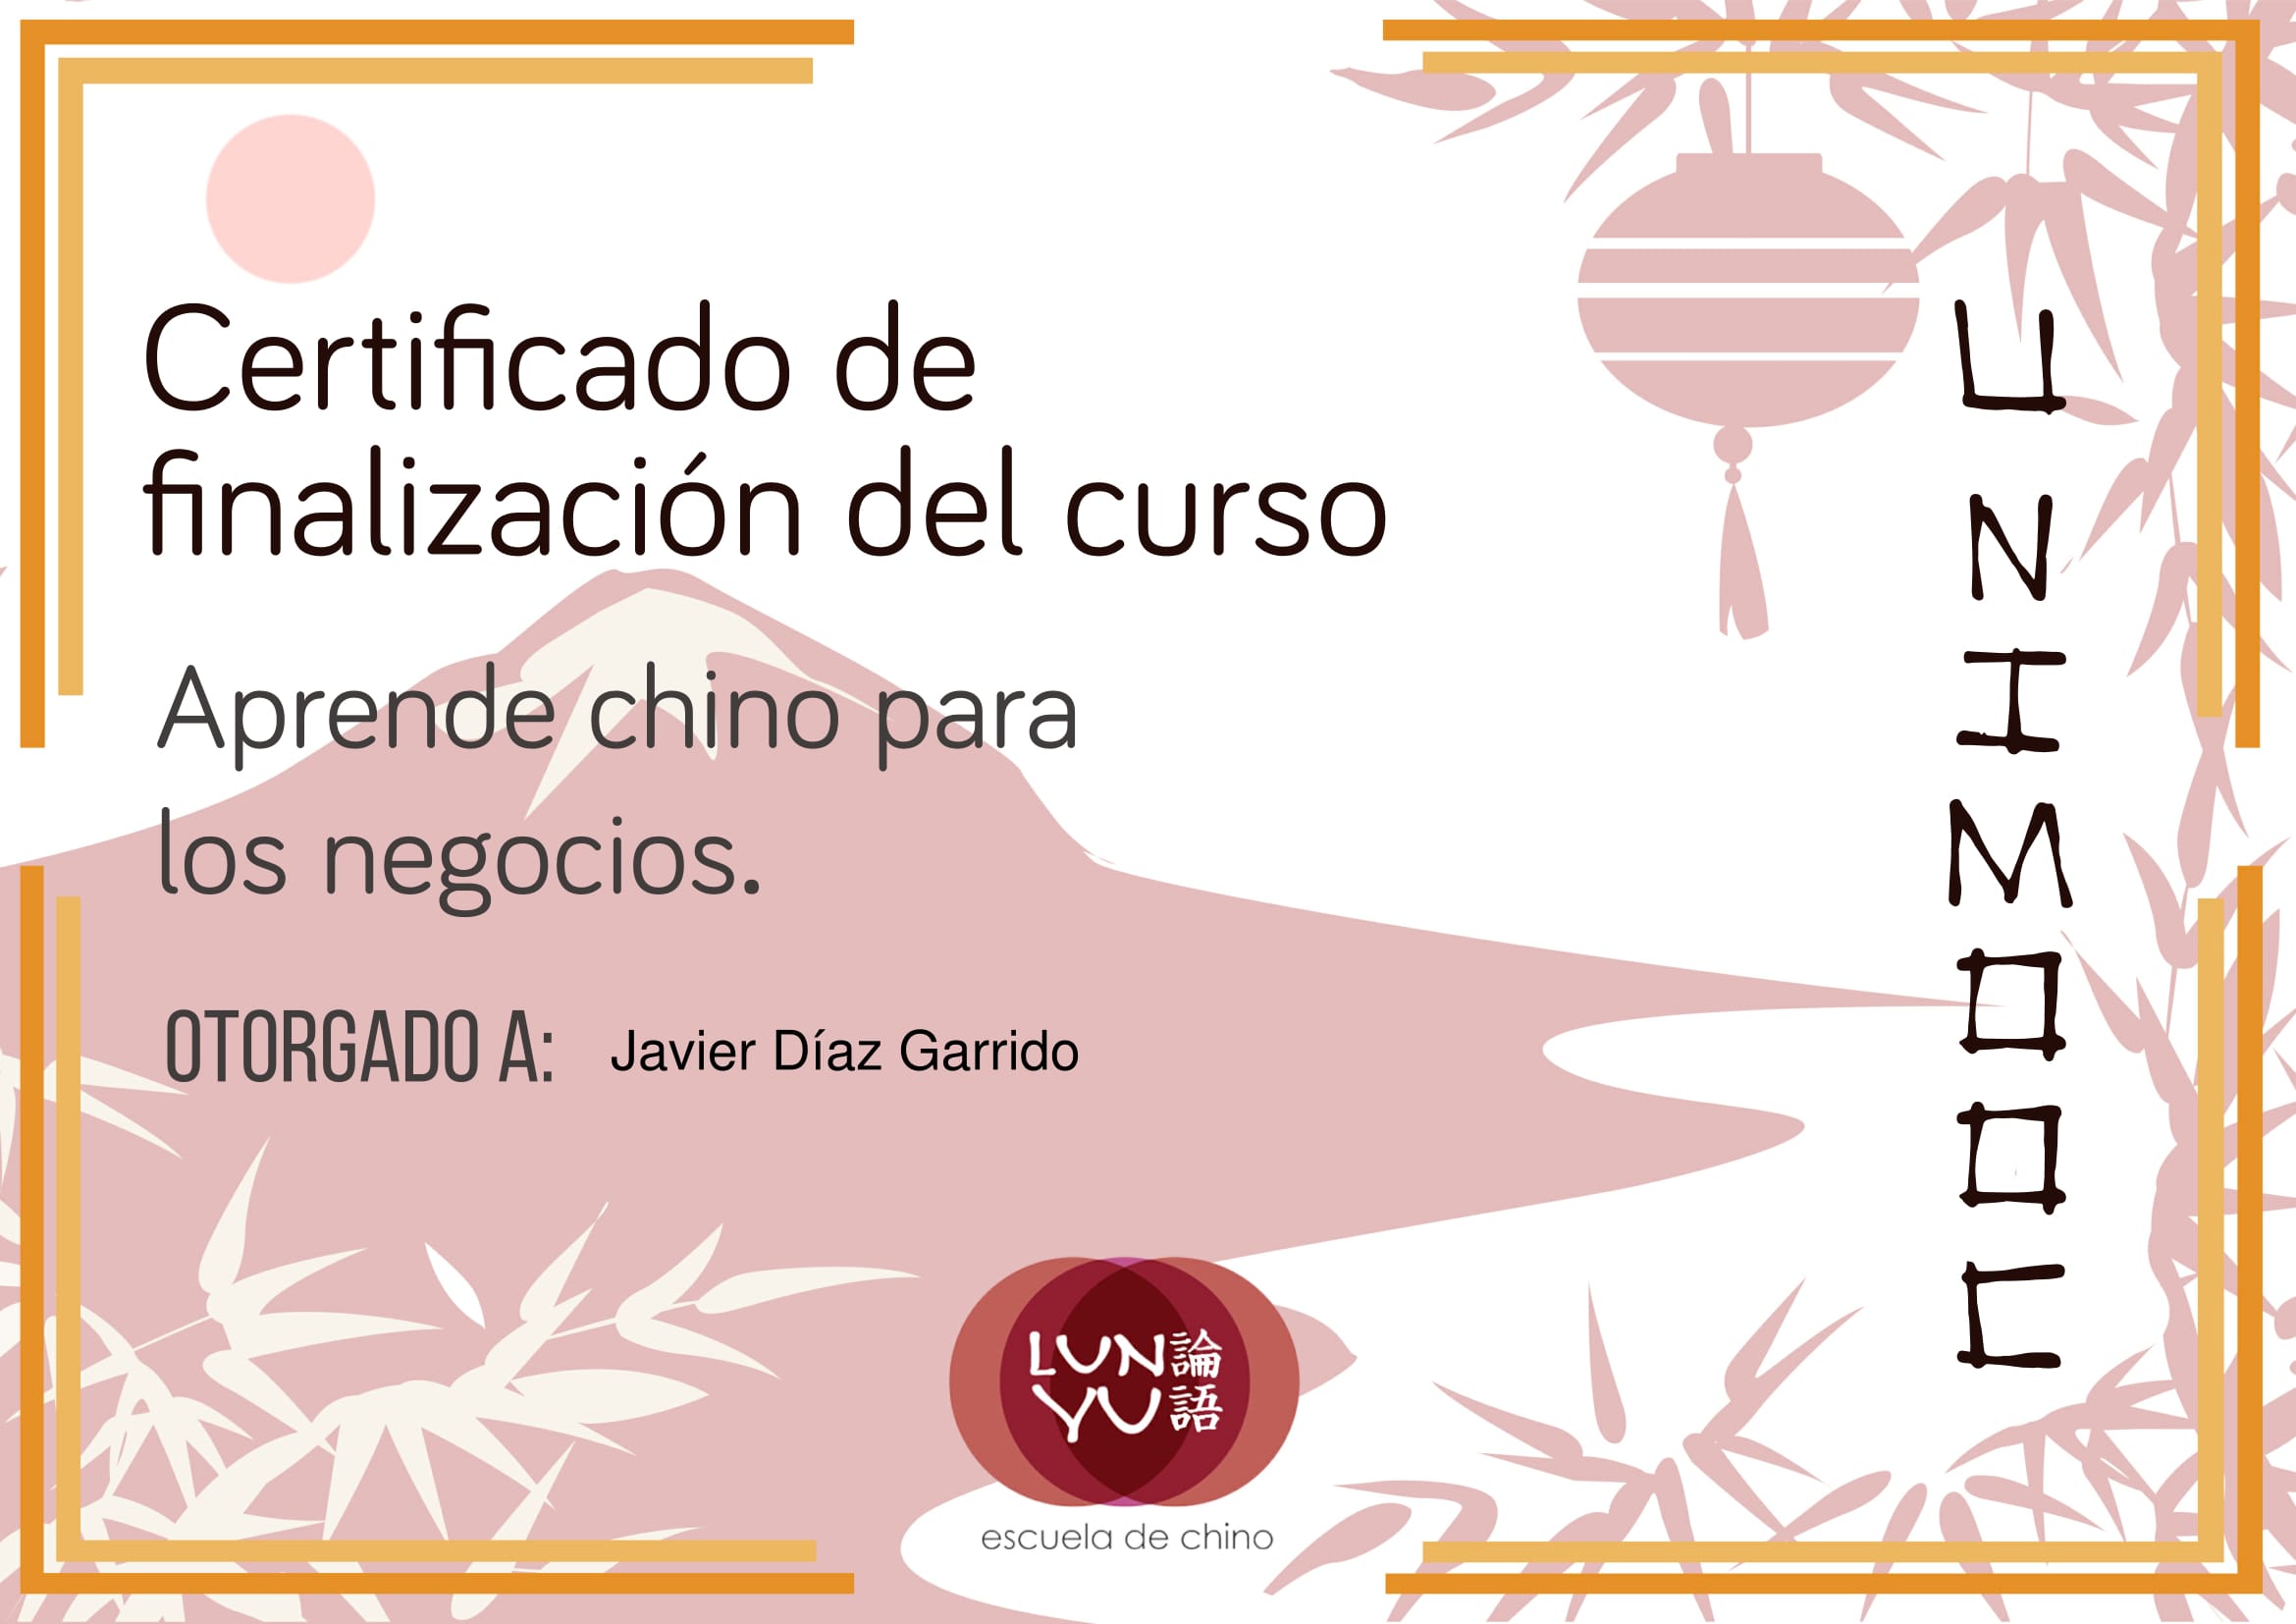 Certificado de
finalización del curso
Aprende chino para
los negocios.
OTORGADO A: Javier Díaz Garrido
UNIMOOC
LUN 論
YU 語
escuela de chino